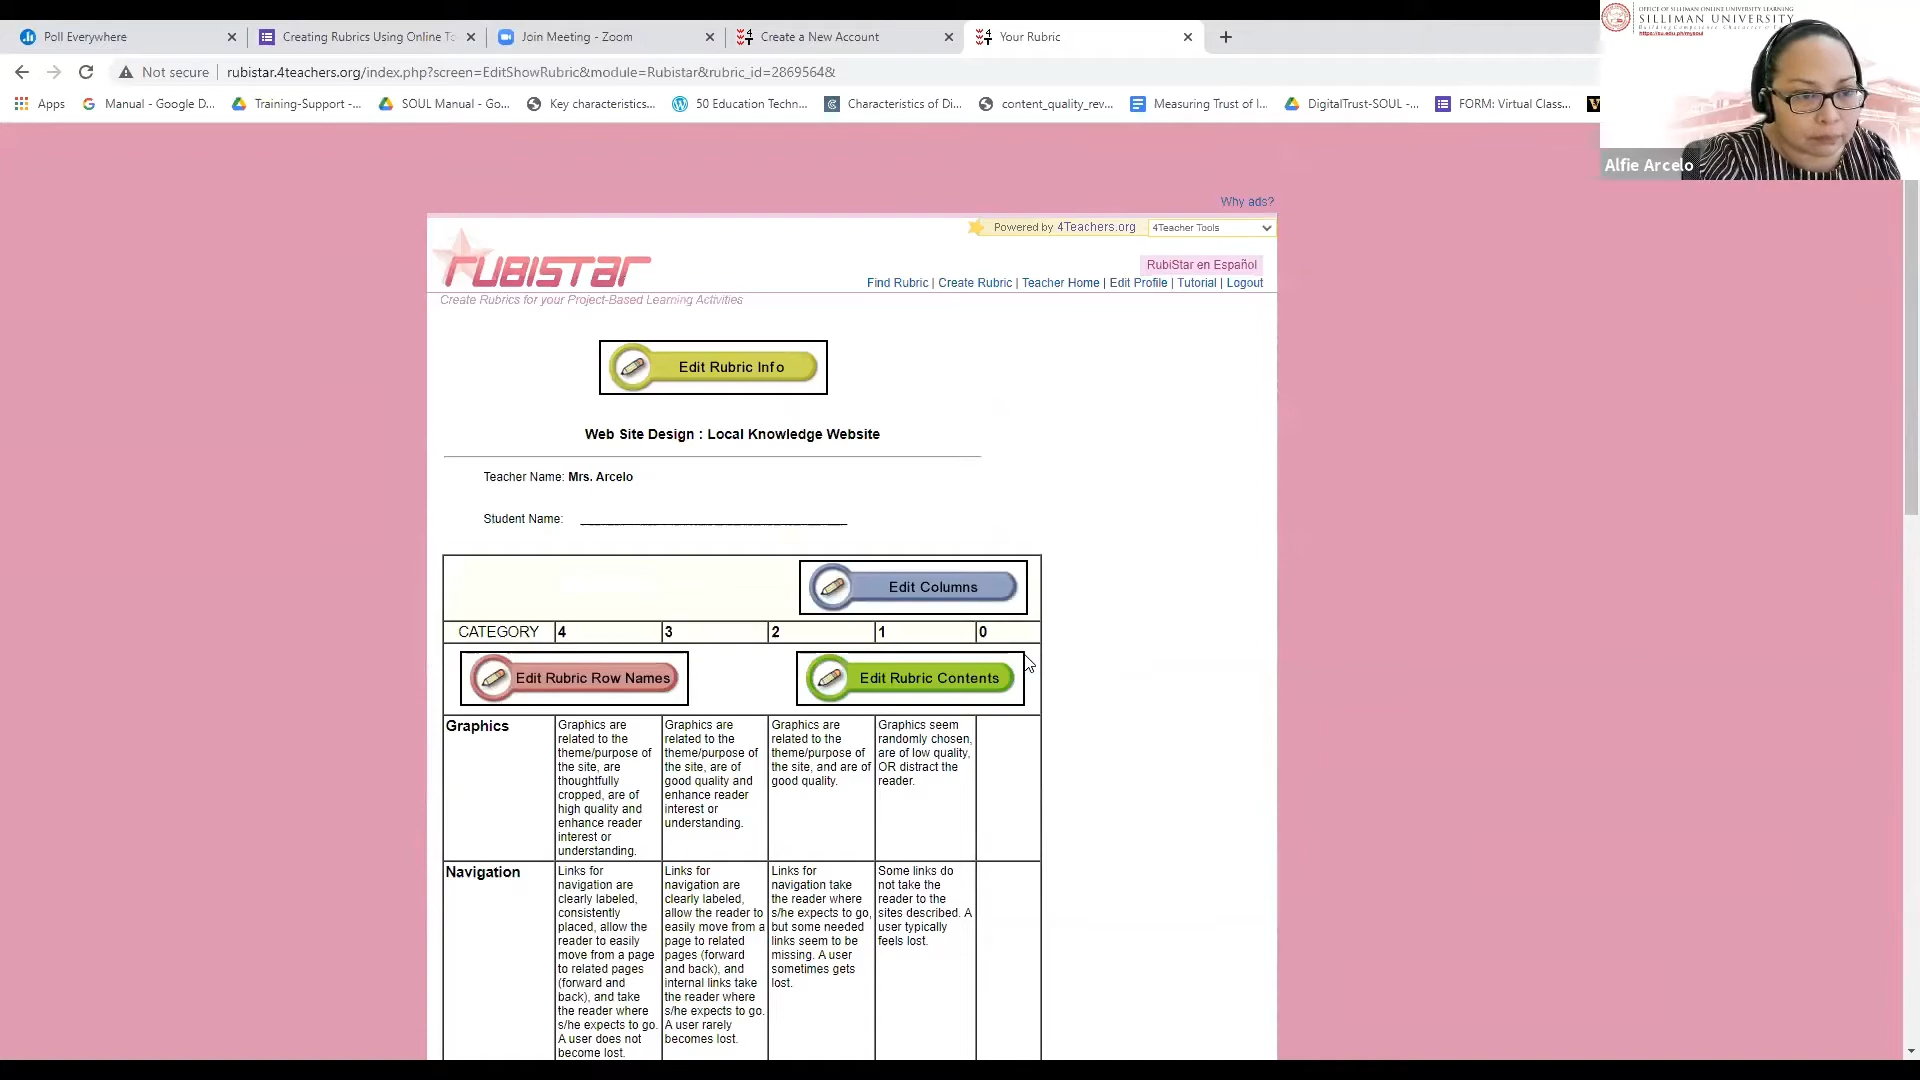 Poll Everywhere
Creating Rubrics Using Online To
Join Meeting - Zoom
Create a New Account
Your Rubric
Not secure
rubistar.4teachers.org/index.php?screen=EditShowRubric&module=Rubistar&rubric_id=2869564&
Apps
Manual - Google D...
Training-Support -...
SOUL Manual - Go...
Key characteristics...
50 Education Techn...
Characteristics of Di...
content_quality_rev...
Measuring Trust of I...
DigitalTrust-SOUL -...
FORM: Virtual Class...
OFFICE OF SILLIMAN ONLINE UNIVERSITY LEARNING
SILLIMAN UNIVERSITY
https://su.edu.ph/mysoul
Alfie Arcelo
Why ads?
Powered by 4Teachers.org
4Teacher Tools
RUBISTAR
Create Rubrics for your Project-Based Learning Activities
RubiStar en Español
Find Rubric | Create Rubric | Teacher Home | Edit Profile | Tutorial | Logout
Edit Rubric Info
Web Site Design : Local Knowledge Website
Teacher Name: Mrs. Arcelo
Student Name:
Edit Columns
CATEGORY 4 3 2 1 0
Edit Rubric Row Names
Edit Rubric Contents
Graphics
Graphics are
related to the
theme/purpose of
the site, are
thoughtfully
cropped, are of
high quality and
enhance reader
interest or
understanding.
Graphics are
related to the
theme/purpose of
the site, are of
good quality and
enhance reader
interest or
understanding.
Graphics are
related to the
theme/purpose of
the site, and are of
good quality.
Graphics seem
randomly chosen,
are of low quality,
OR distract the
reader.
Navigation
Links for
navigation are
clearly labeled,
consistently
placed, allow the
reader to easily
move from a page
to related pages
(forward and
back), and take
the reader where
s/he expects to go.
A user does not
become lost.
Links for
navigation are
clearly labeled,
allow the reader to
easily move from a
page to related
pages (forward
and back), and
internal links take
the reader where
s/he expects to go.
A user rarely
becomes lost.
Links for
navigation take
the reader where
s/he expects to go,
but some needed
links seem to be
missing. A user
sometimes gets
lost.
Some links do
not take the
reader to the
sites described. A
user typically
feels lost.